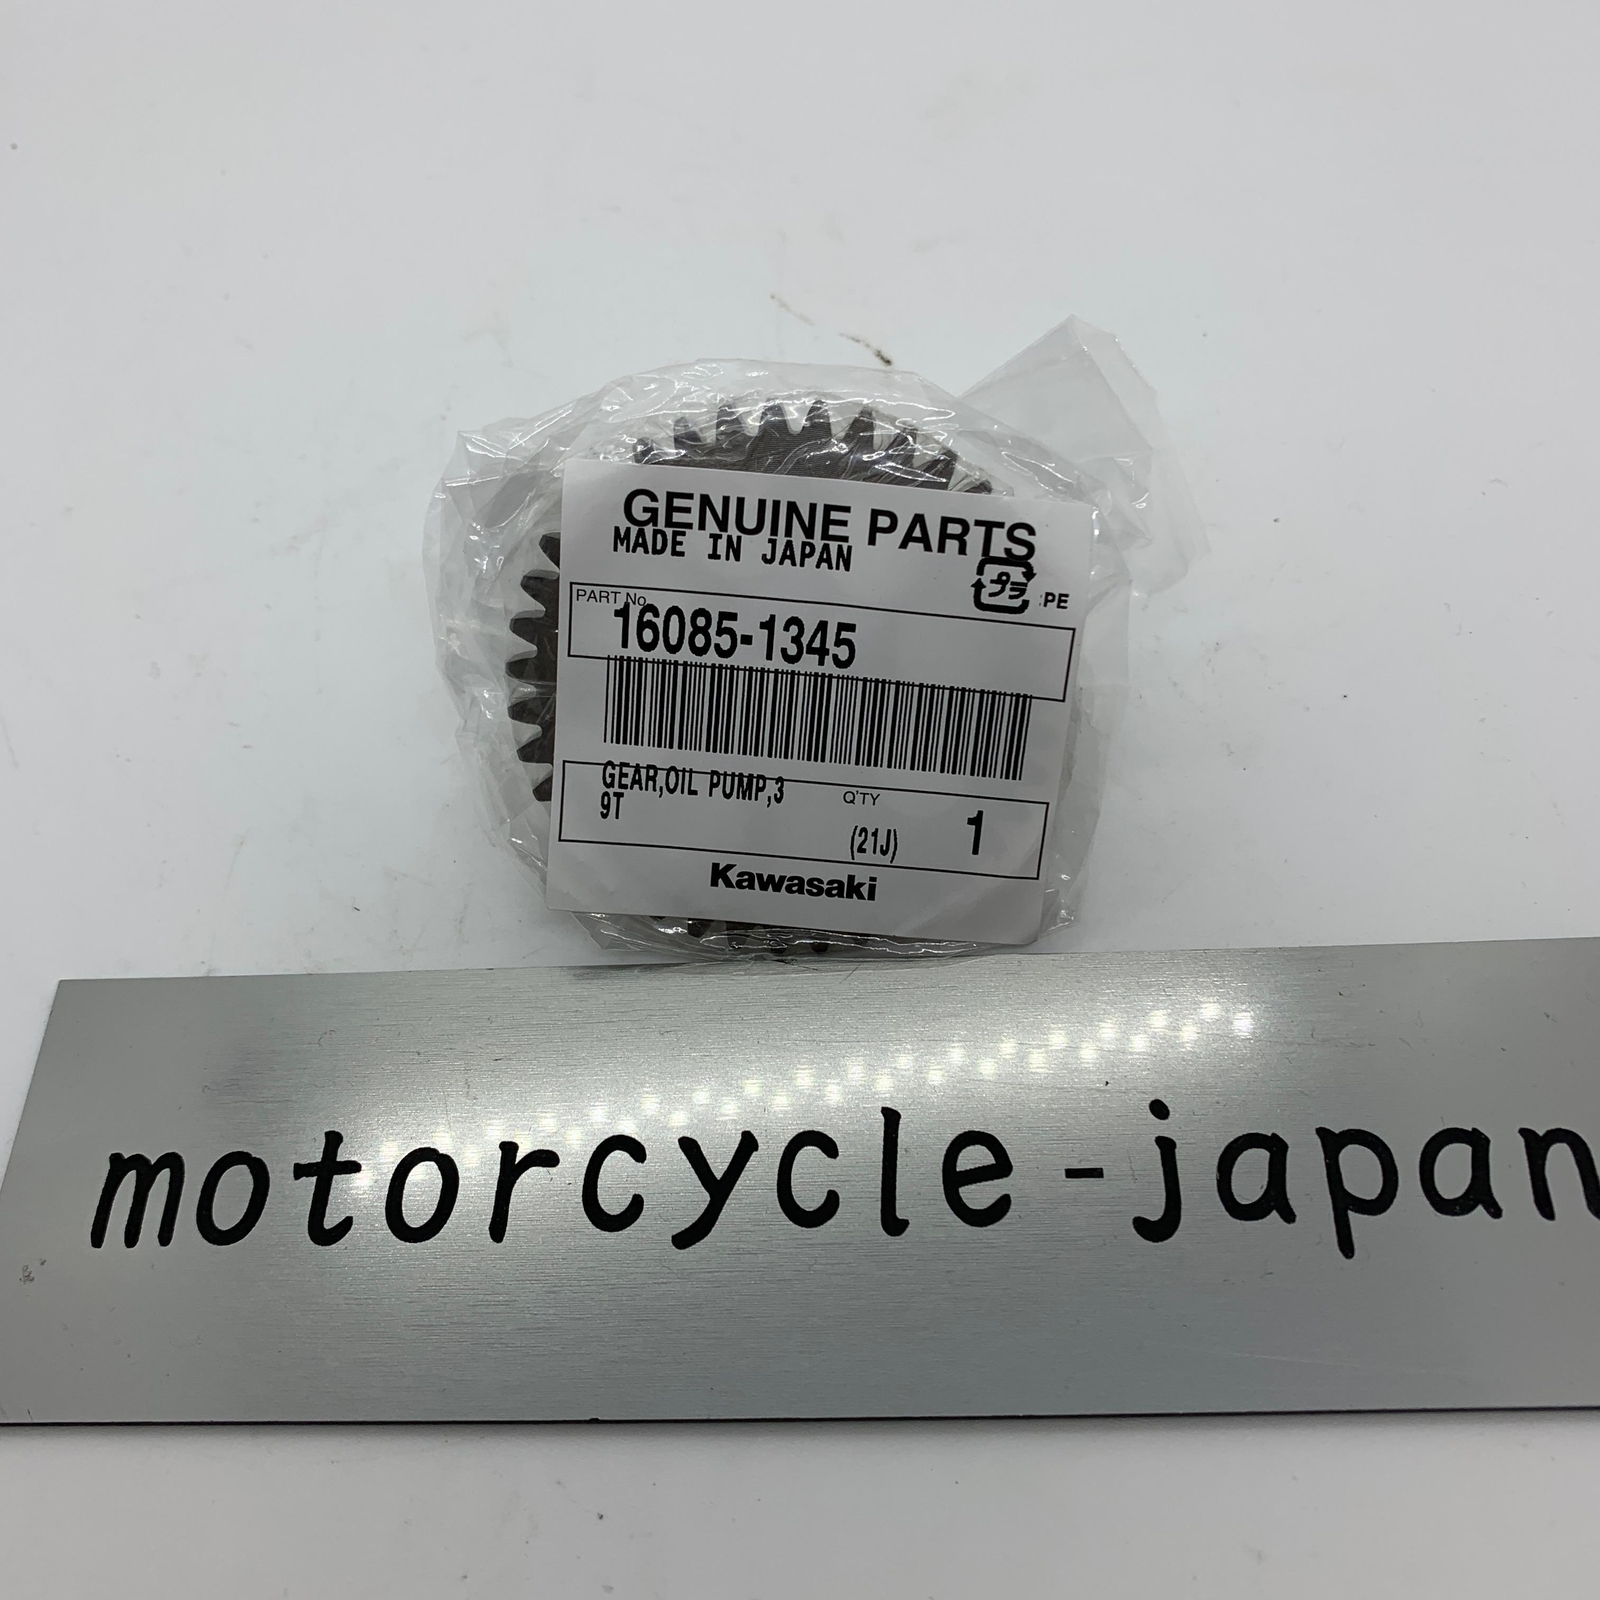 GENUINE PARTS
MADE IN JAPAN
プラ PE
PART No.
16085-1345
GEAR,OIL PUMP,3
9T
Q'TY
(21J) 1
Kawasaki
motorcycle-japan